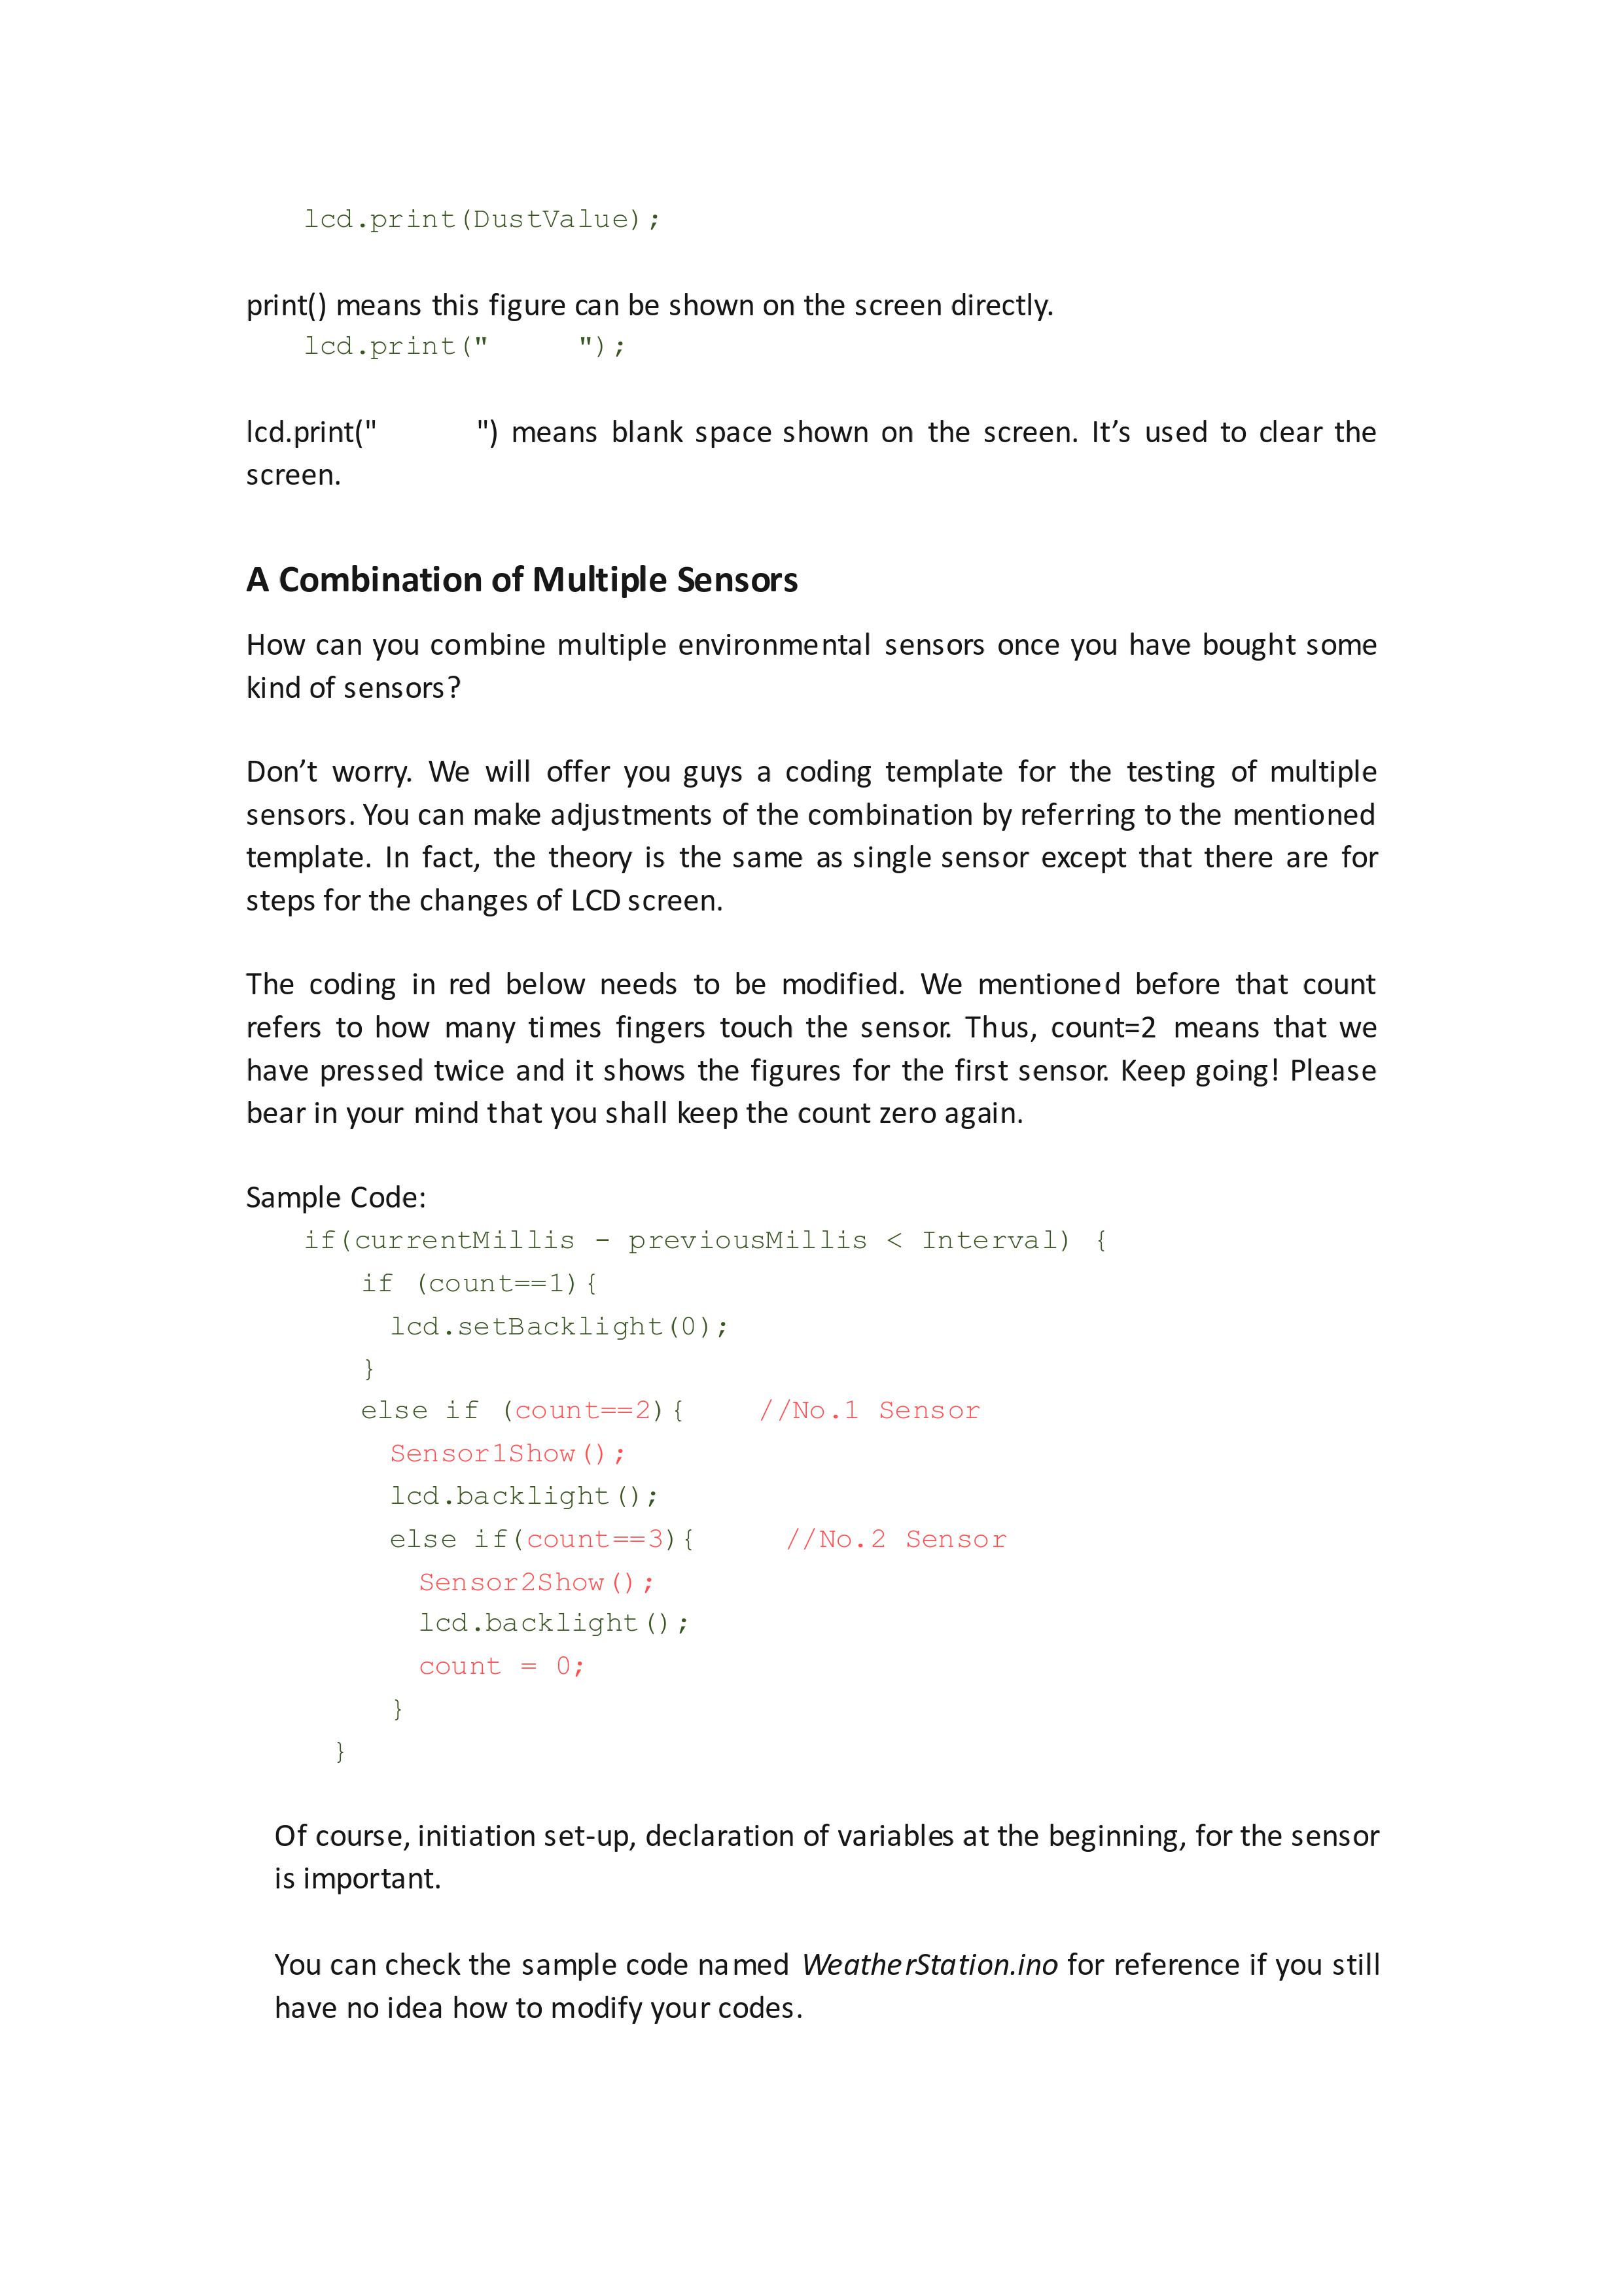 lcd.print(DustValue);
print() means this figure can be shown on the screen directly.
lcd.print("     ");
lcd.print("          ") means blank space shown on the screen. It’s used to clear the
screen.
A Combination of Multiple Sensors
How can you combine multiple environmental sensors once you have bought some
kind of sensors?
Don’t worry. We will offer you guys a coding template for the testing of multiple
sensors. You can make adjustments of the combination by referring to the mentioned
template. In fact, the theory is the same as single sensor except that there are for
steps for the changes of LCD screen.
The coding in red below needs to be modified. We mentioned before that count
refers to how many times fingers touch the sensor. Thus, count=2 means that we
have pressed twice and it shows the figures for the first sensor. Keep going! Please
bear in your mind that you shall keep the count zero again.
Sample Code:
if(currentMillis - previousMillis < Interval) {
if (count==1){
lcd.setBacklight(0);
}
else if (count==2){     //No.1 Sensor
Sensor1Show();
lcd.backlight();
else if(count==3){      //No.2 Sensor
Sensor2Show();
lcd.backlight();
count = 0;
}
}
Of course, initiation set-up, declaration of variables at the beginning, for the sensor
is important.
You can check the sample code named WeatherStation.ino for reference if you still
have no idea how to modify your codes.